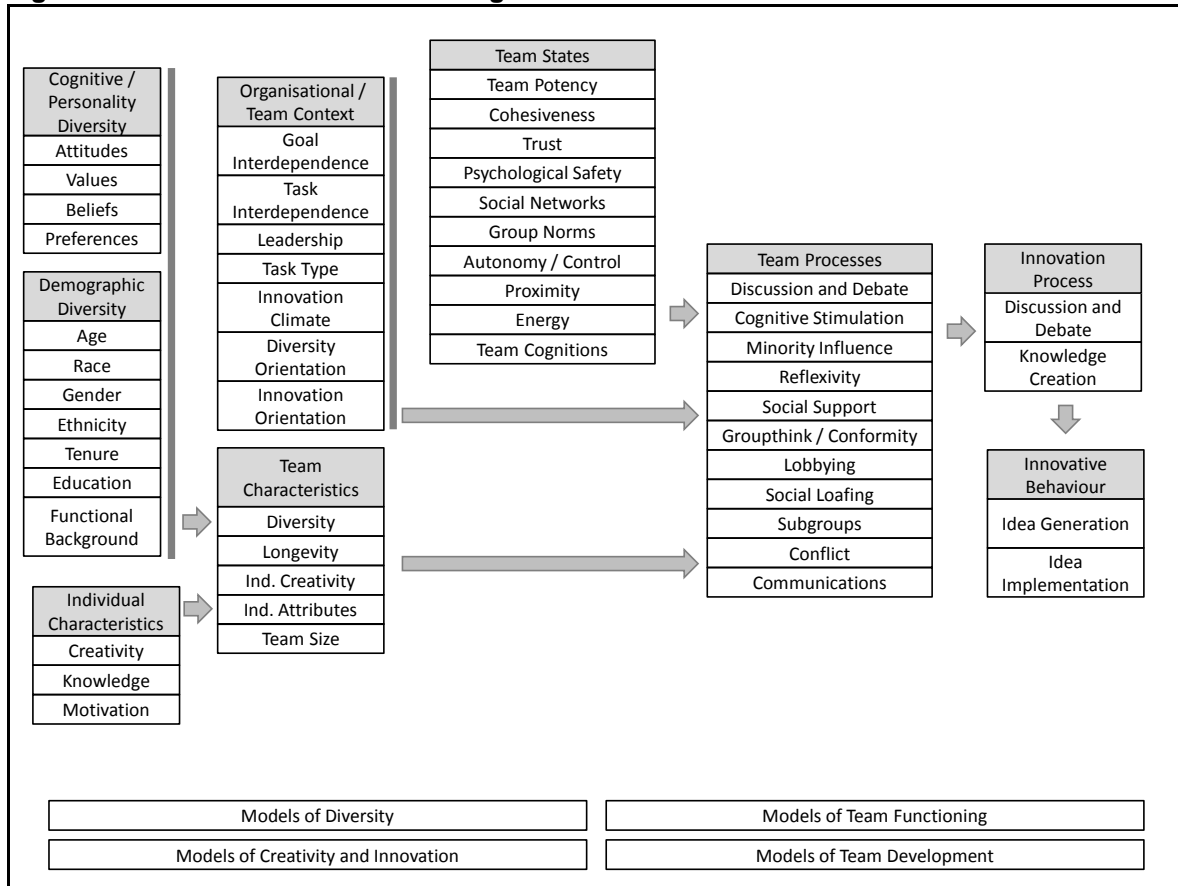 Cognitive /
Personality
Diversity
Attitudes
Values
Beliefs
Preferences
Demographic
Diversity
Age
Race
Gender
Ethnicity
Tenure
Education
Functional
Background
Individual
Characteristics
Creativity
Knowledge
Motivation
Organisational /
Team Context
Goal
Interdependence
Task
Interdependence
Leadership
Task Type
Innovation
Climate
Diversity
Orientation
Innovation
Orientation
Team
Characteristics
Diversity
Longevity
Ind. Creativity
Ind. Attributes
Team Size
Team States
Team Potency
Cohesiveness
Trust
Psychological Safety
Social Networks
Group Norms
Autonomy / Control
Proximity
Energy
Team Cognitions
Team Processes
Discussion and Debate
Cognitive Stimulation
Minority Influence
Reflexivity
Social Support
Groupthink / Conformity
Lobbying
Social Loafing
Subgroups
Conflict
Communications
Innovation
Process
Discussion and
Debate
Knowledge
Creation
Innovative
Behaviour
Idea Generation
Idea
Implementation
Models of Diversity
Models of Team Functioning
Models of Creativity and Innovation
Models of Team Development